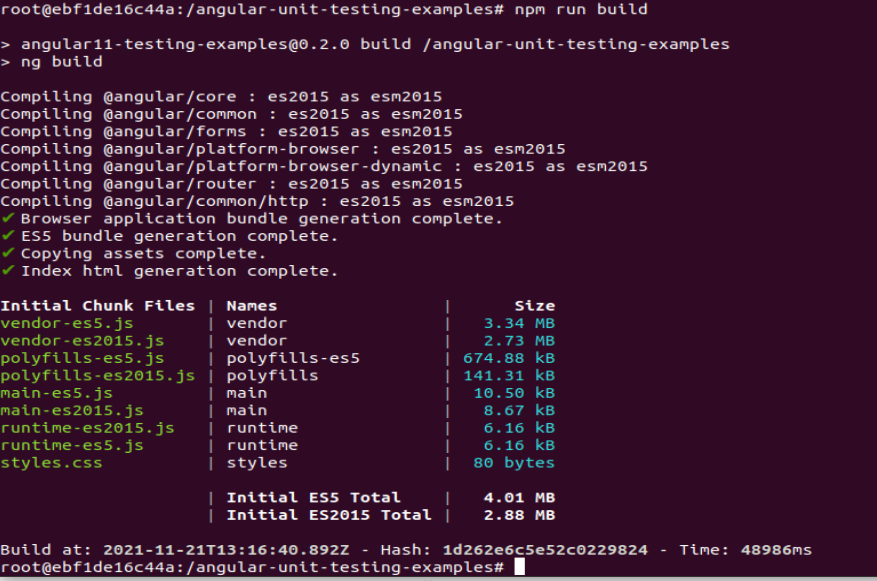 root@ebf1de16c44a:/angular-unit-testing-examples# npm run build
> angular11-testing-examples@0.2.0 build /angular-unit-testing-examples
> ng build
Compiling @angular/core : es2015 as esm2015
Compiling @angular/common : es2015 as esm2015
Compiling @angular/forms : es2015 as esm2015
Compiling @angular/platform-browser : es2015 as esm2015
Compiling @angular/platform-browser-dynamic : es2015 as esm2015
Compiling @angular/router : es2015 as esm2015
Compiling @angular/common/http : es2015 as esm2015
✔ Browser application bundle generation complete.
✔ ES5 bundle generation complete.
✔ Copying assets complete.
✔ Index html generation complete.
Initial Chunk Files | Names | Size
vendor-es5.js | vendor | 3.34 MB
vendor-es2015.js | vendor | 2.73 MB
polyfills-es5.js | polyfills-es5 | 674.88 kB
polyfills-es2015.js | polyfills | 141.31 kB
main-es5.js | main | 10.50 kB
main-es2015.js | main | 8.67 kB
runtime-es2015.js | runtime | 6.16 kB
runtime-es5.js | runtime | 6.16 kB
styles.css | styles | 80 bytes
| Initial ES5 Total | 4.01 MB
| Initial ES2015 Total | 2.88 MB
Build at: 2021-11-21T13:16:40.892Z - Hash: 1d262e6c5e52c0229824 - Time: 48986ms
root@ebf1de16c44a:/angular-unit-testing-examples#